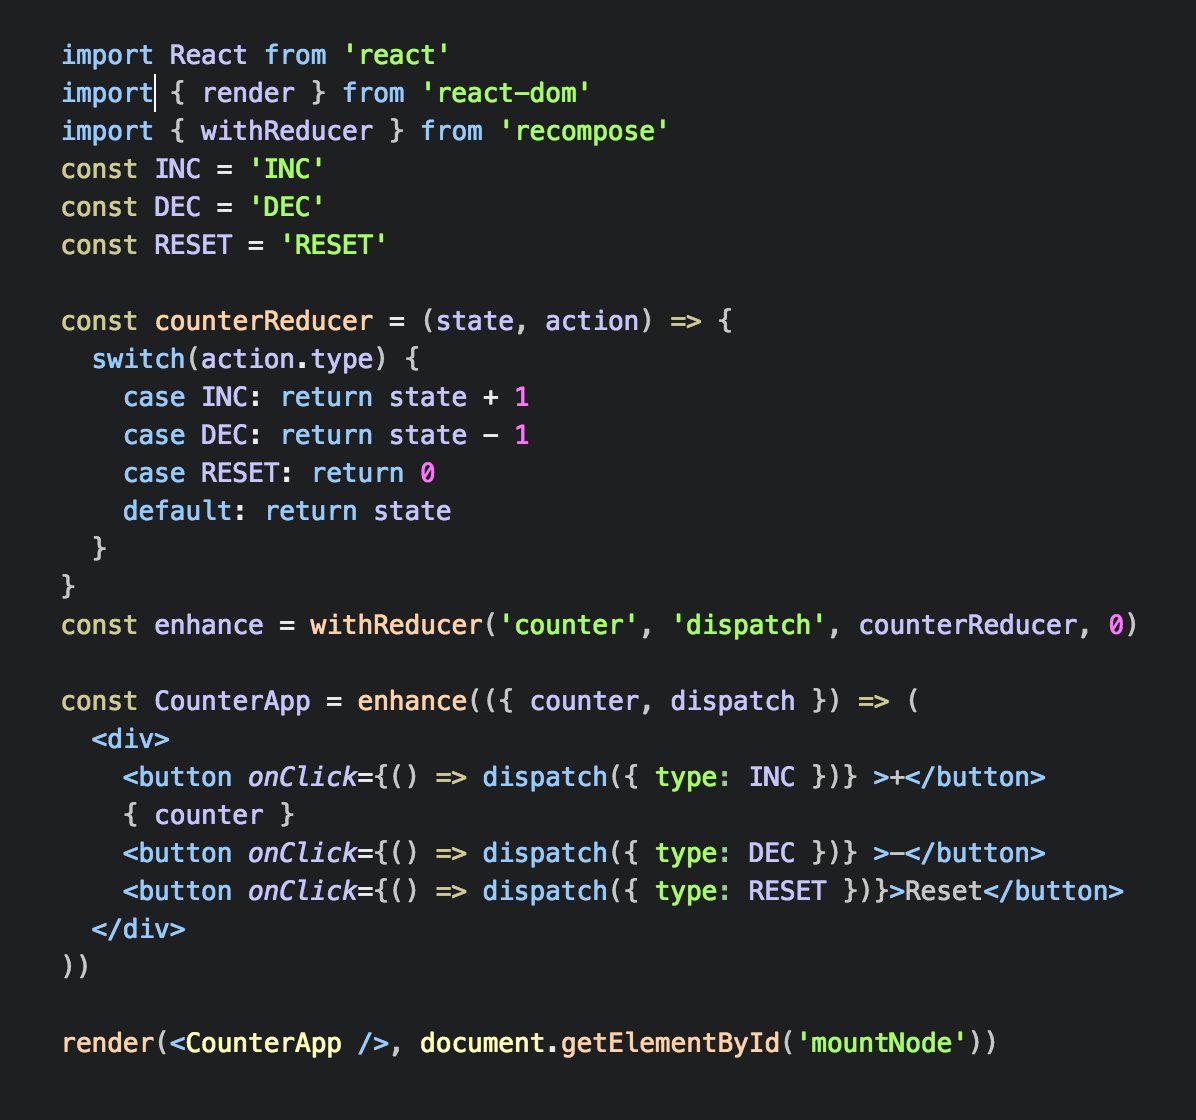 import React from 'react'
import { render } from 'react-dom'
import { withReducer } from 'recompose'
const INC = 'INC'
const DEC = 'DEC'
const RESET = 'RESET'

const counterReducer = (state, action) => {
  switch(action.type) {
    case INC: return state + 1
    case DEC: return state - 1
    case RESET: return 0
    default: return state
  }
}
const enhance = withReducer('counter', 'dispatch', counterReducer, 0)

const CounterApp = enhance(({ counter, dispatch }) => (
  <div>
    <button onClick={() => dispatch({ type: INC })} >+</button>
    { counter }
    <button onClick={() => dispatch({ type: DEC })} >-</button>
    <button onClick={() => dispatch({ type: RESET })}>Reset</button>
  </div>
))

render(<CounterApp />, document.getElementById('mountNode'))